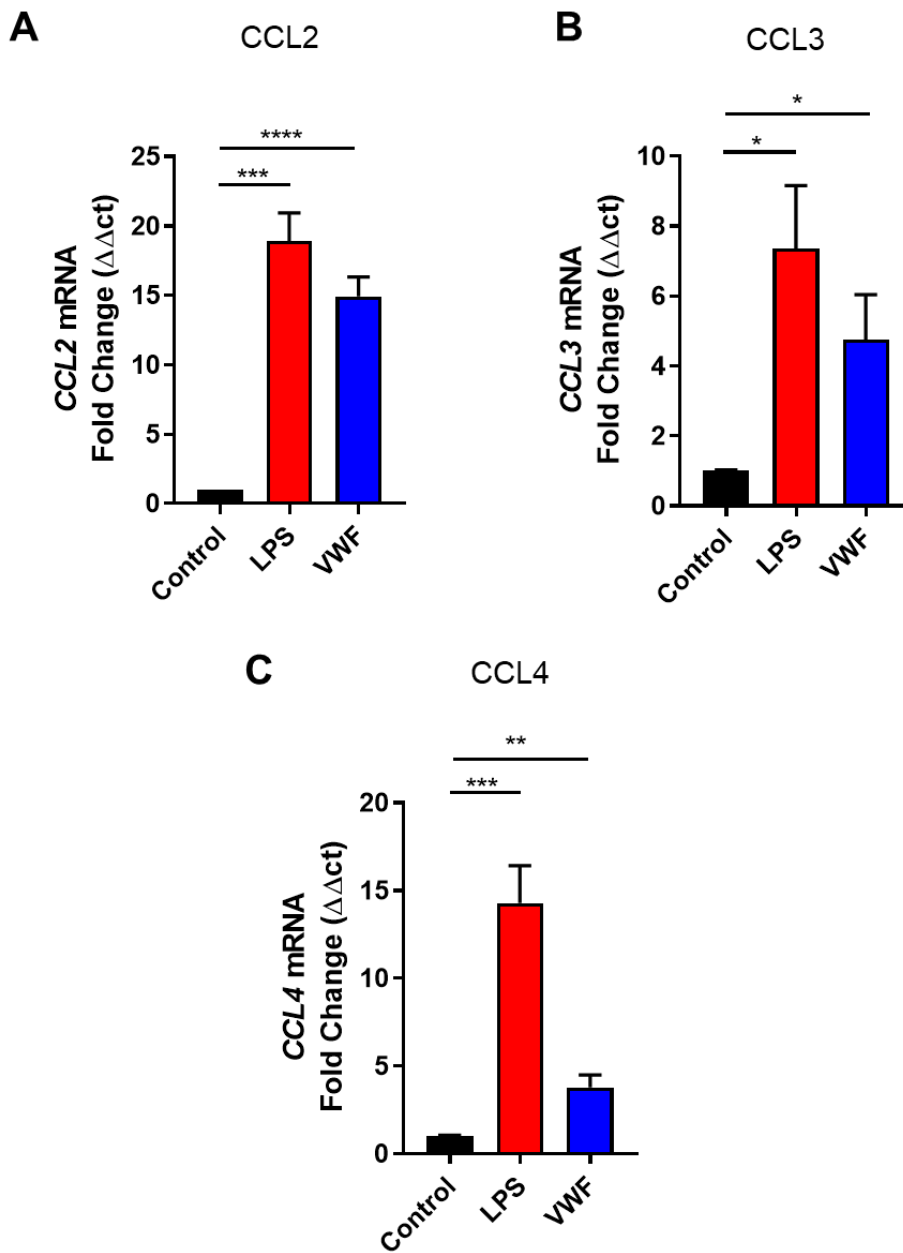 A
CCL2
****
***
25
20
15
10
5
0
CCL2 mRNA
Fold Change (ΔΔct)
Control
LPS
VWF
B
CCL3
*
*
10
8
6
4
2
0
CCL3 mRNA
Fold Change (ΔΔct)
Control
LPS
VWF
C
CCL4
**
***
20
15
10
5
0
CCL4 mRNA
Fold Change (ΔΔct)
Control
LPS
VWF